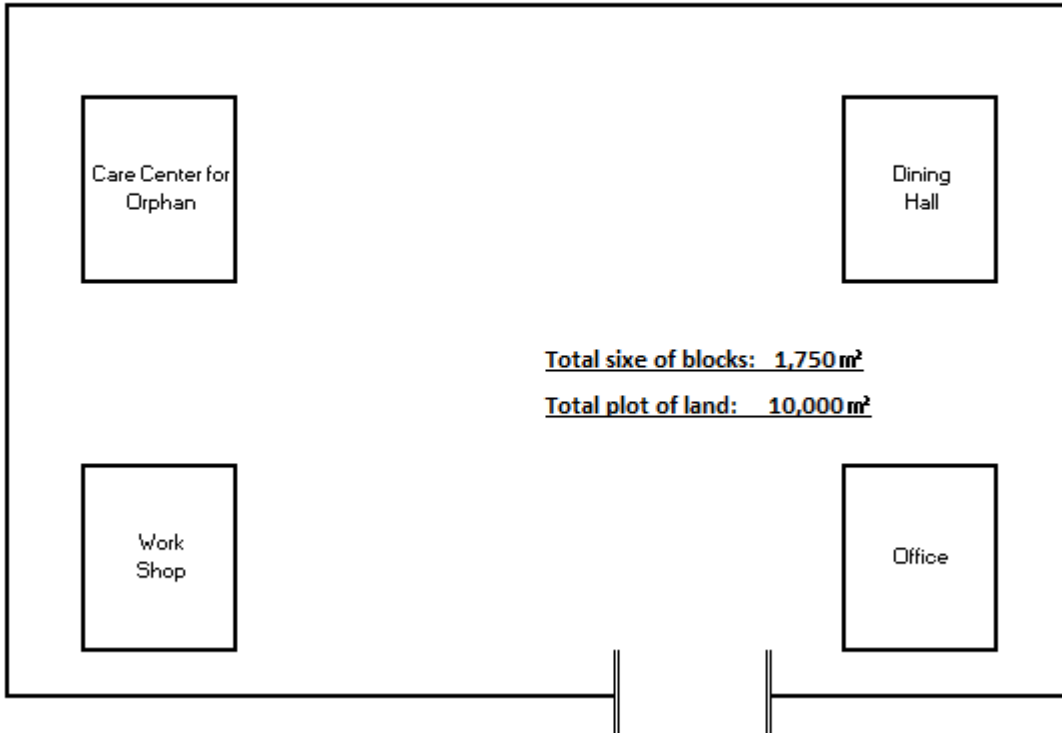 Care Center for
Orphan
Dining
Hall
Total sixe of blocks: 1,750 m²
Total plot of land: 10,000 m²
Work
Shop
Office